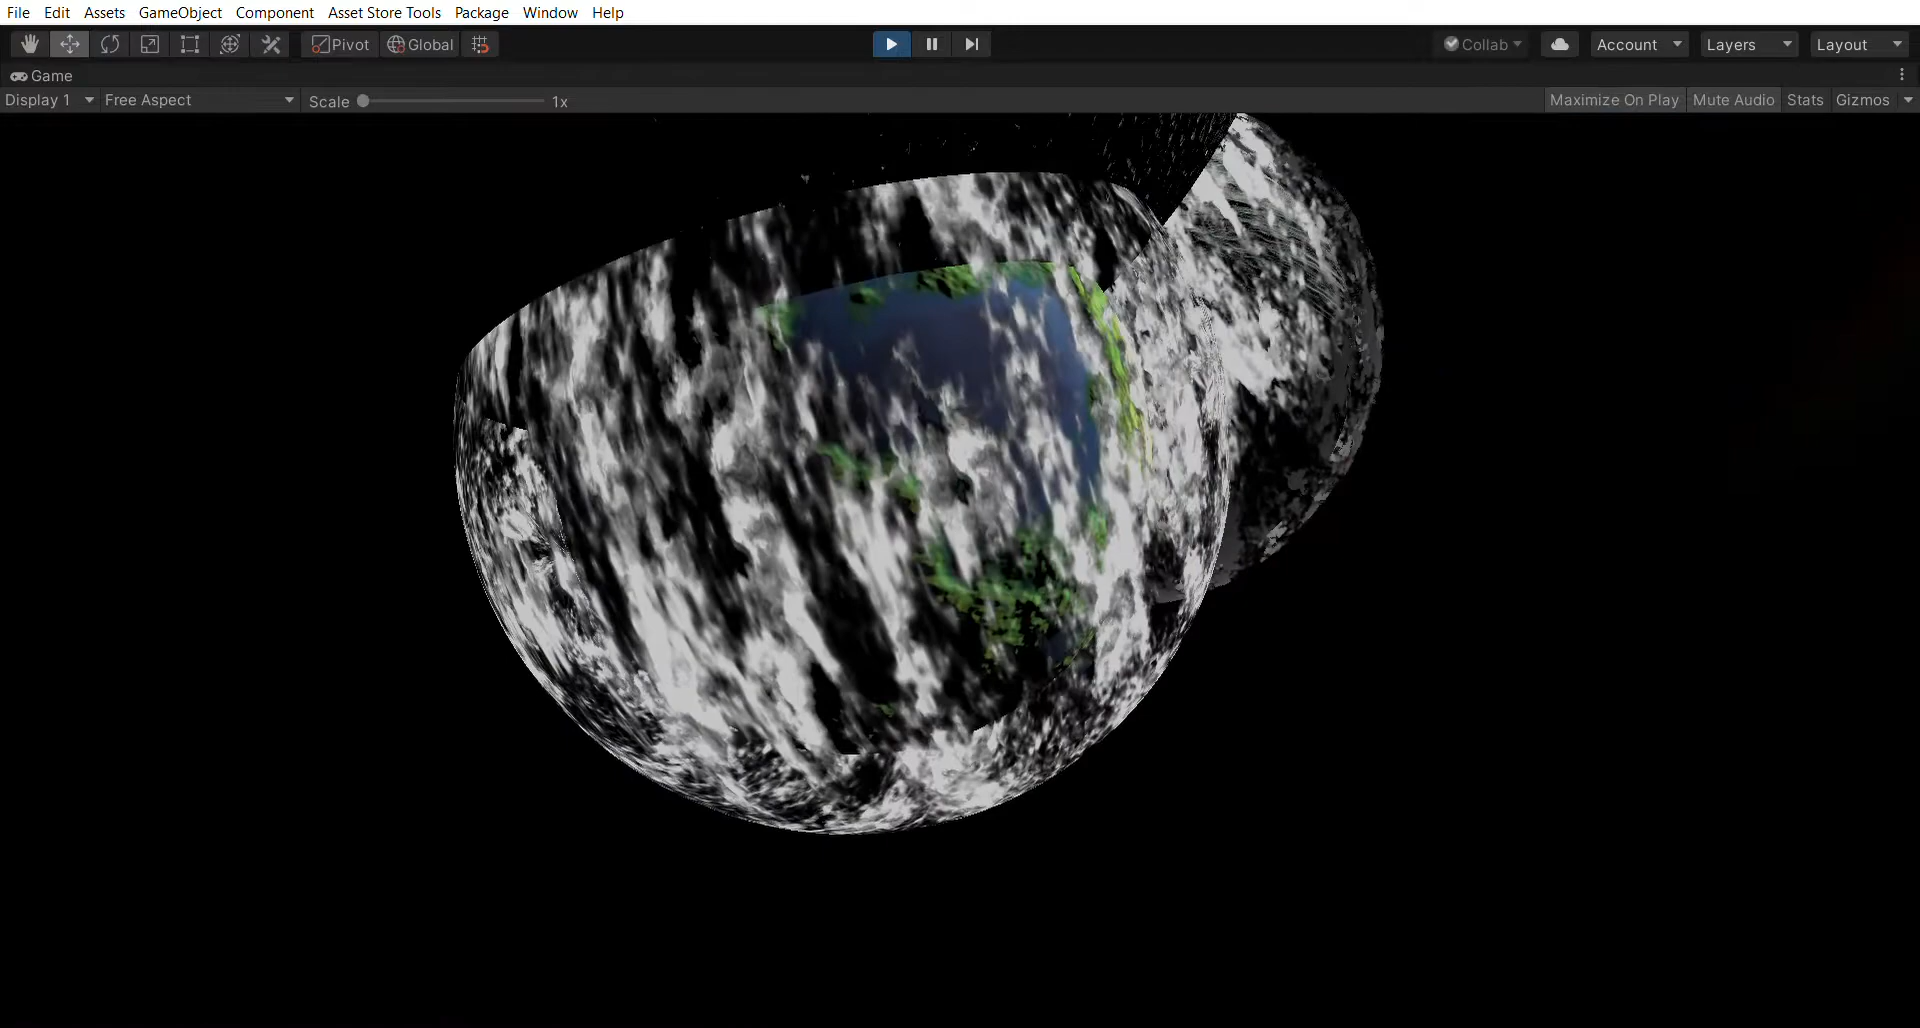 File Edit Assets GameObject Component Asset Store Tools Package Window Help
Pivot Global Collab Account Layers Layout
Game
Display 1 Free Aspect Scale 1x Maximize On Play Mute Audio Stats Gizmos